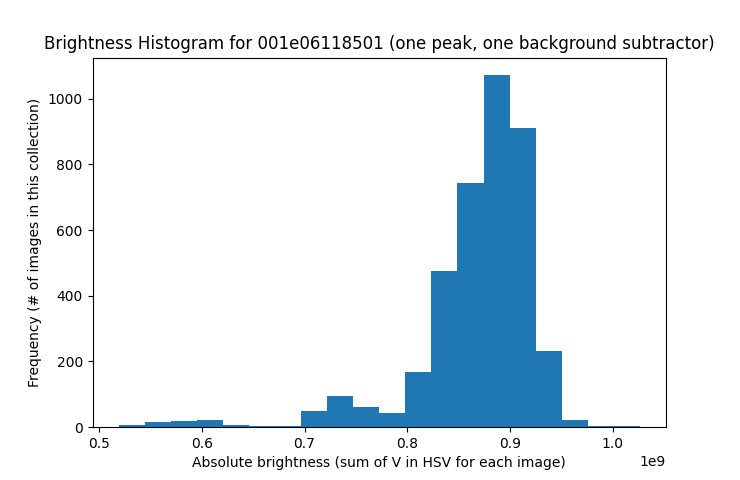 Brightness Histogram for 001e06118501 (one peak, one background subtractor)
Frequency (# of images in this collection)
1000
800
600
400
200
0
0.5 0.6 0.7 0.8 0.9 1.0
Absolute brightness (sum of V in HSV for each image) 1e9